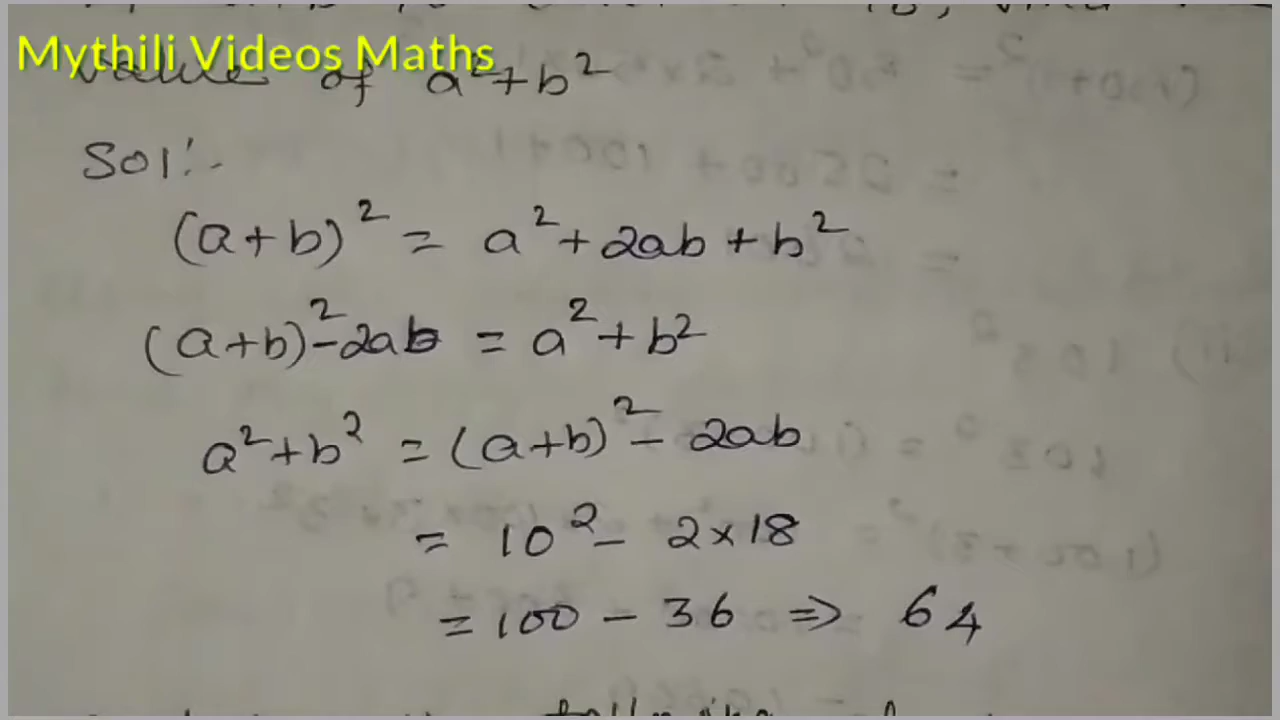 Mythili Videos Maths
value of a²+b²
Sol:-
(a+b)² = a²+2ab+b²
(a+b)²-2ab = a²+b²
a²+b² = (a+b)²- 2ab
= 10²- 2×18
=100 - 36 ⇒ 64
following